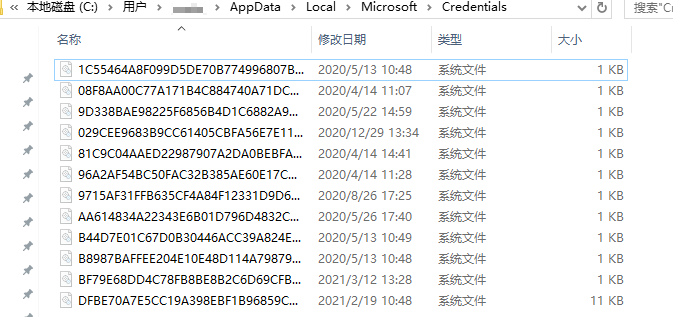 « 本地磁盘 (C:) › 用户 › › AppData › Local › Microsoft › Credentials 搜索"Cr
名称 修改日期 类型 大小
1C55464A8F099D5DE70B774996807B... 2020/5/13 10:48 系统文件 1 KB
08F8AA00C77A171B4C884740A71DC... 2020/4/14 11:07 系统文件 1 KB
9D338BAE98225F6856B4D1C6882A9... 2020/5/22 14:59 系统文件 1 KB
029CEE9683B9CC61405CBFA56E7E11... 2020/12/29 13:34 系统文件 1 KB
81C9C04AAED22987907A2DA0BEBFA... 2020/4/14 14:41 系统文件 1 KB
96A2AF54BC50FAC32B385AE60E17C... 2020/4/14 11:28 系统文件 1 KB
9715AF31FFB635CF4A84F12331D9D6... 2020/8/26 17:25 系统文件 1 KB
AA614834A22343E6B01D796D4832C... 2020/5/26 17:40 系统文件 1 KB
B44D7E01C67D0B30446ACC39A824E... 2020/5/13 10:49 系统文件 1 KB
B8987BAFFEE204E10E48D114A79879... 2020/5/13 10:48 系统文件 1 KB
BF79E68DD4C78FB8BE8B2C6D69CFB... 2021/3/12 13:28 系统文件 1 KB
DFBE70A7E5CC19A398EBF1B96859C... 2021/2/19 10:48 系统文件 11 KB